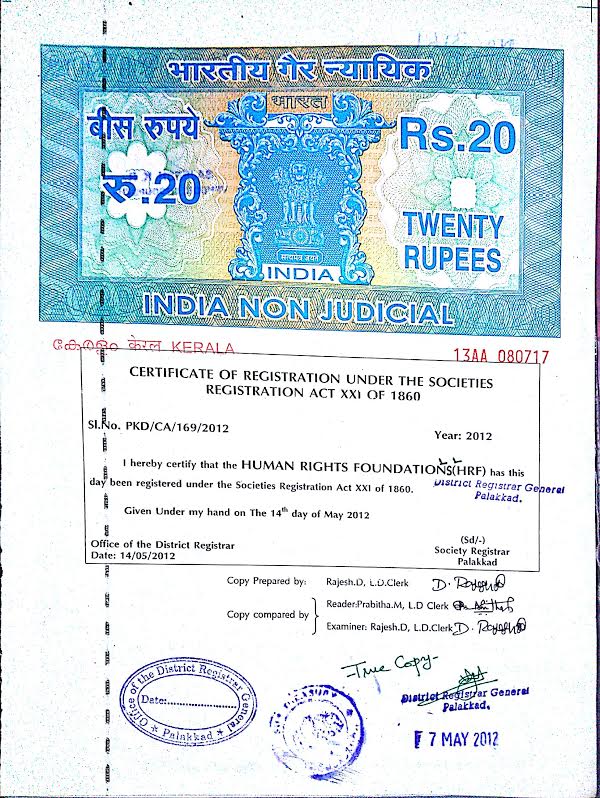 भारतीय गैर न्यायिक
भारत
बीस रुपये
Rs.20
रू.20
TWENTY
RUPEES
सत्यमेव जयते
INDIA
INDIA NON JUDICIAL
കേരളം केरल KERALA
13AA 080717
CERTIFICATE OF REGISTRATION UNDER THE SOCIETIES
REGISTRATION ACT XXI OF 1860
Sl.No. PKD/CA/169/2012
Year: 2012
I hereby certify that the HUMAN RIGHTS FOUNDATIONS(HRF) has this
day been registered under the Societies Registration Act XXI of 1860.
District Registrar General
Palakkad.
Given Under my hand on The 14th day of May 2012
Office of the District Registrar
Date: 14/05/2012
(Sd/-)
Society Registrar
Palakkad
Copy Prepared by: Rajesh.D, L.D.Clerk
Copy compared by
Reader:Prabitha.M, L.D Clerk
Examiner: Rajesh.D, L.D.Clerk
True Copy-
District Registrar General
Palakkad.
Office of the District Registrar General
Date:
Palakkad
TREASURY
7 MAY 2012